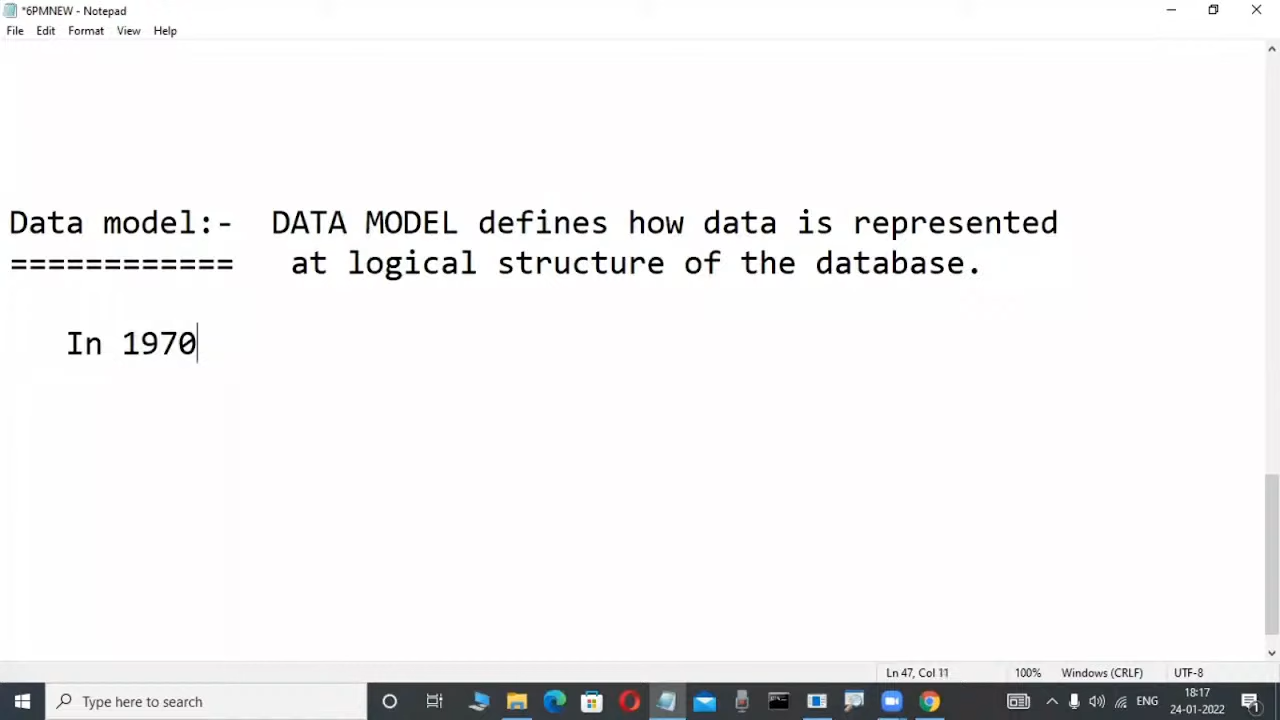 *6PMNEW - Notepad
File Edit Format View Help
Data model:- DATA MODEL defines how data is represented
============ at logical structure of the database.
In 1970
Ln 47, Col 11 100% Windows (CRLF) UTF-8
Type here to search
ENG
18:17
24-01-2022
1